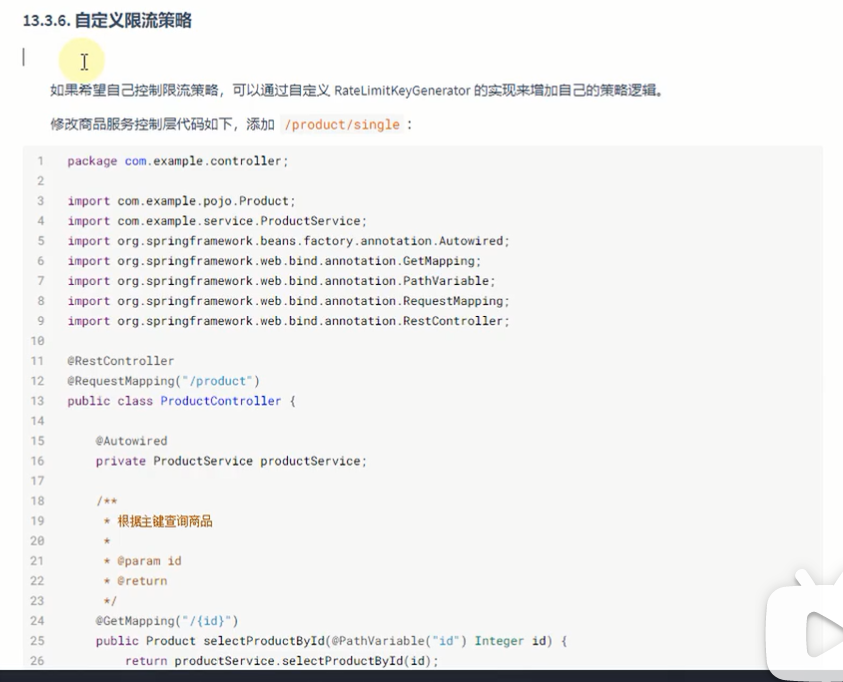 13.3.6. 自定义限流策略
如果希望自己控制限流策略，可以通过自定义 RateLimitKeyGenerator 的实现来增加自己的策略逻辑。
修改商品服务控制层代码如下，添加 /product/single ：
1 package com.example.controller;
2
3 import com.example.pojo.Product;
4 import com.example.service.ProductService;
5 import org.springframework.beans.factory.annotation.Autowired;
6 import org.springframework.web.bind.annotation.GetMapping;
7 import org.springframework.web.bind.annotation.PathVariable;
8 import org.springframework.web.bind.annotation.RequestMapping;
9 import org.springframework.web.bind.annotation.RestController;
10
11 @RestController
12 @RequestMapping("/product")
13 public class ProductController {
14
15 @Autowired
16 private ProductService productService;
17
18 /**
19 * 根据主键查询商品
20 *
21 * @param id
22 * @return
23 */
24 @GetMapping("/{id}")
25 public Product selectProductById(@PathVariable("id") Integer id) {
26 return productService.selectProductById(id);